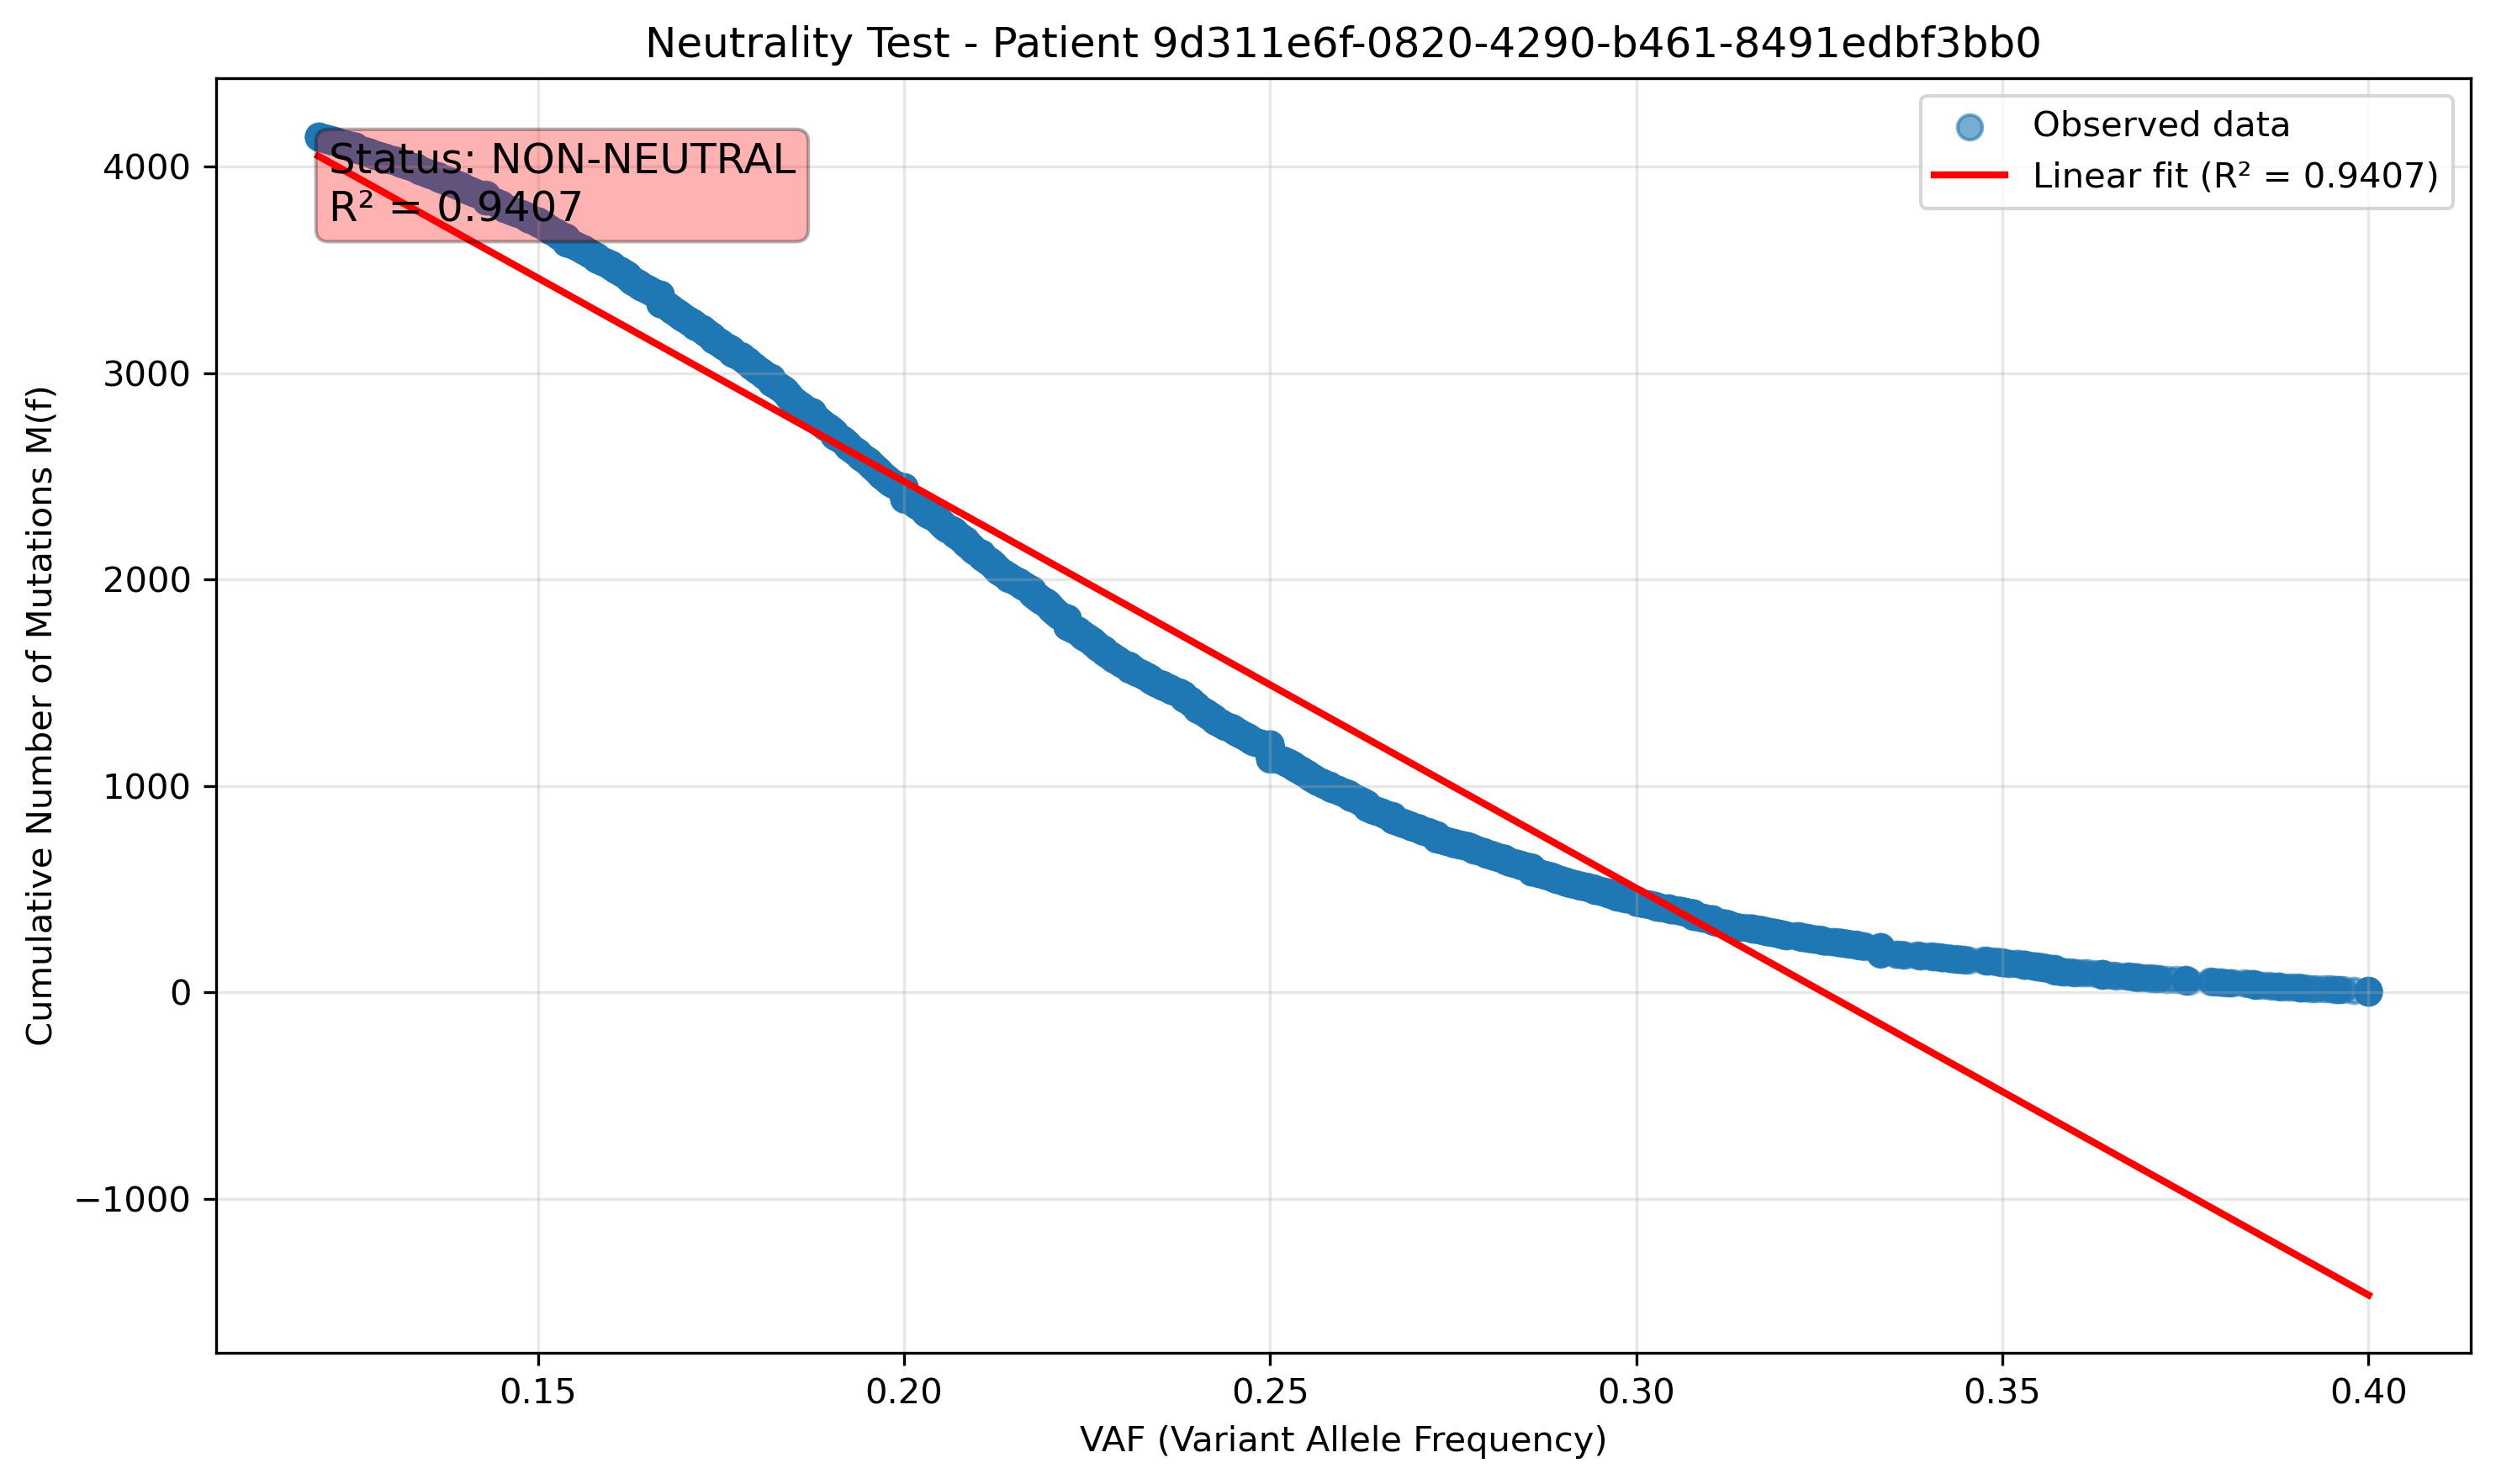 Neutrality Test - Patient 9d311e6f-0820-4290-b461-8491edbf3bb0
Observed data
Linear fit (R² = 0.9407)
Status: NON-NEUTRAL
R² = 0.9407
Cumulative Number of Mutations M(f)
4000
3000
2000
1000
0
−1000
0.15
0.20
0.25
0.30
0.35
0.40
VAF (Variant Allele Frequency)